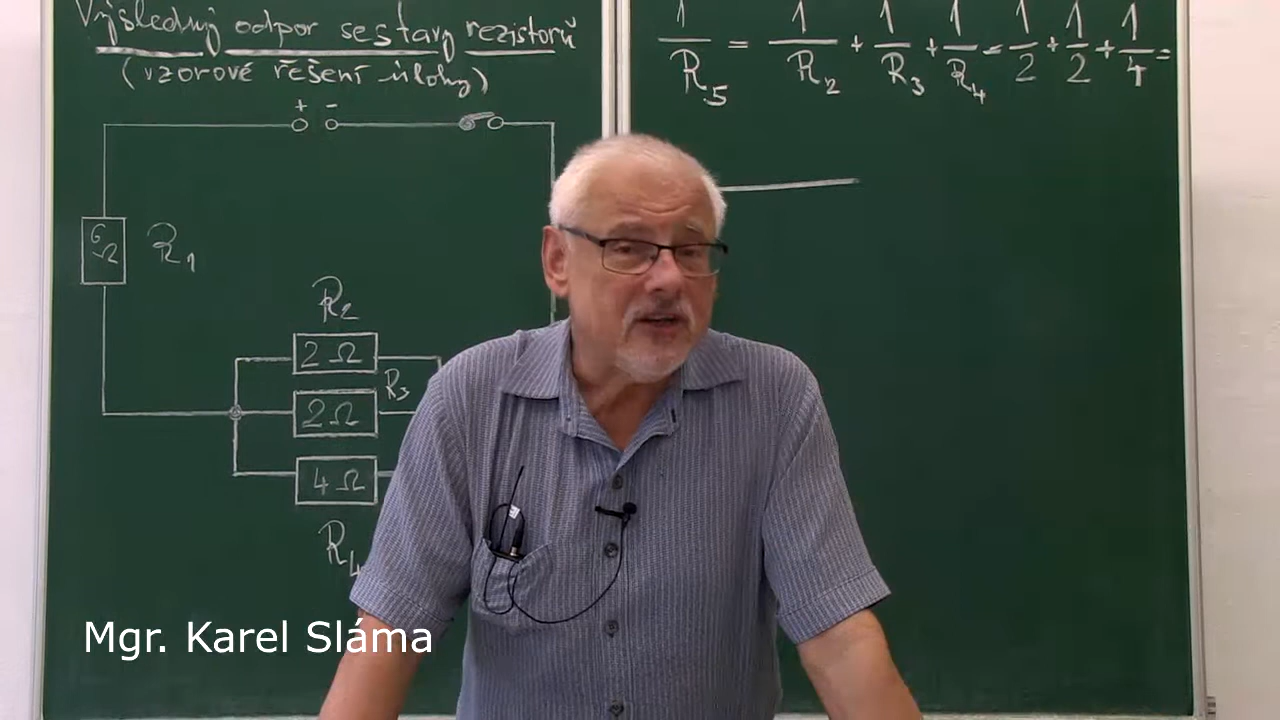 Výsledný odpor sestavy rezistorů
(vzorové řešení úlohy)
+ -
6 Ω R1
R2
2 Ω
R3
2 Ω
4 Ω
R4
1/R5 = 1/R2 + 1/R3 + 1/R4 = 1/2 + 1/2 + 1/4 =
Mgr. Karel Sláma